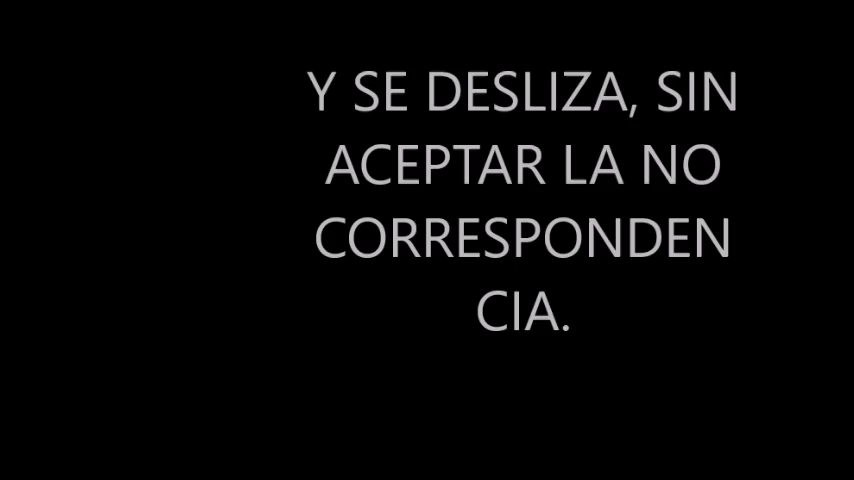 Y SE DESLIZA, SIN
ACEPTAR LA NO
CORRESPONDEN
CIA.